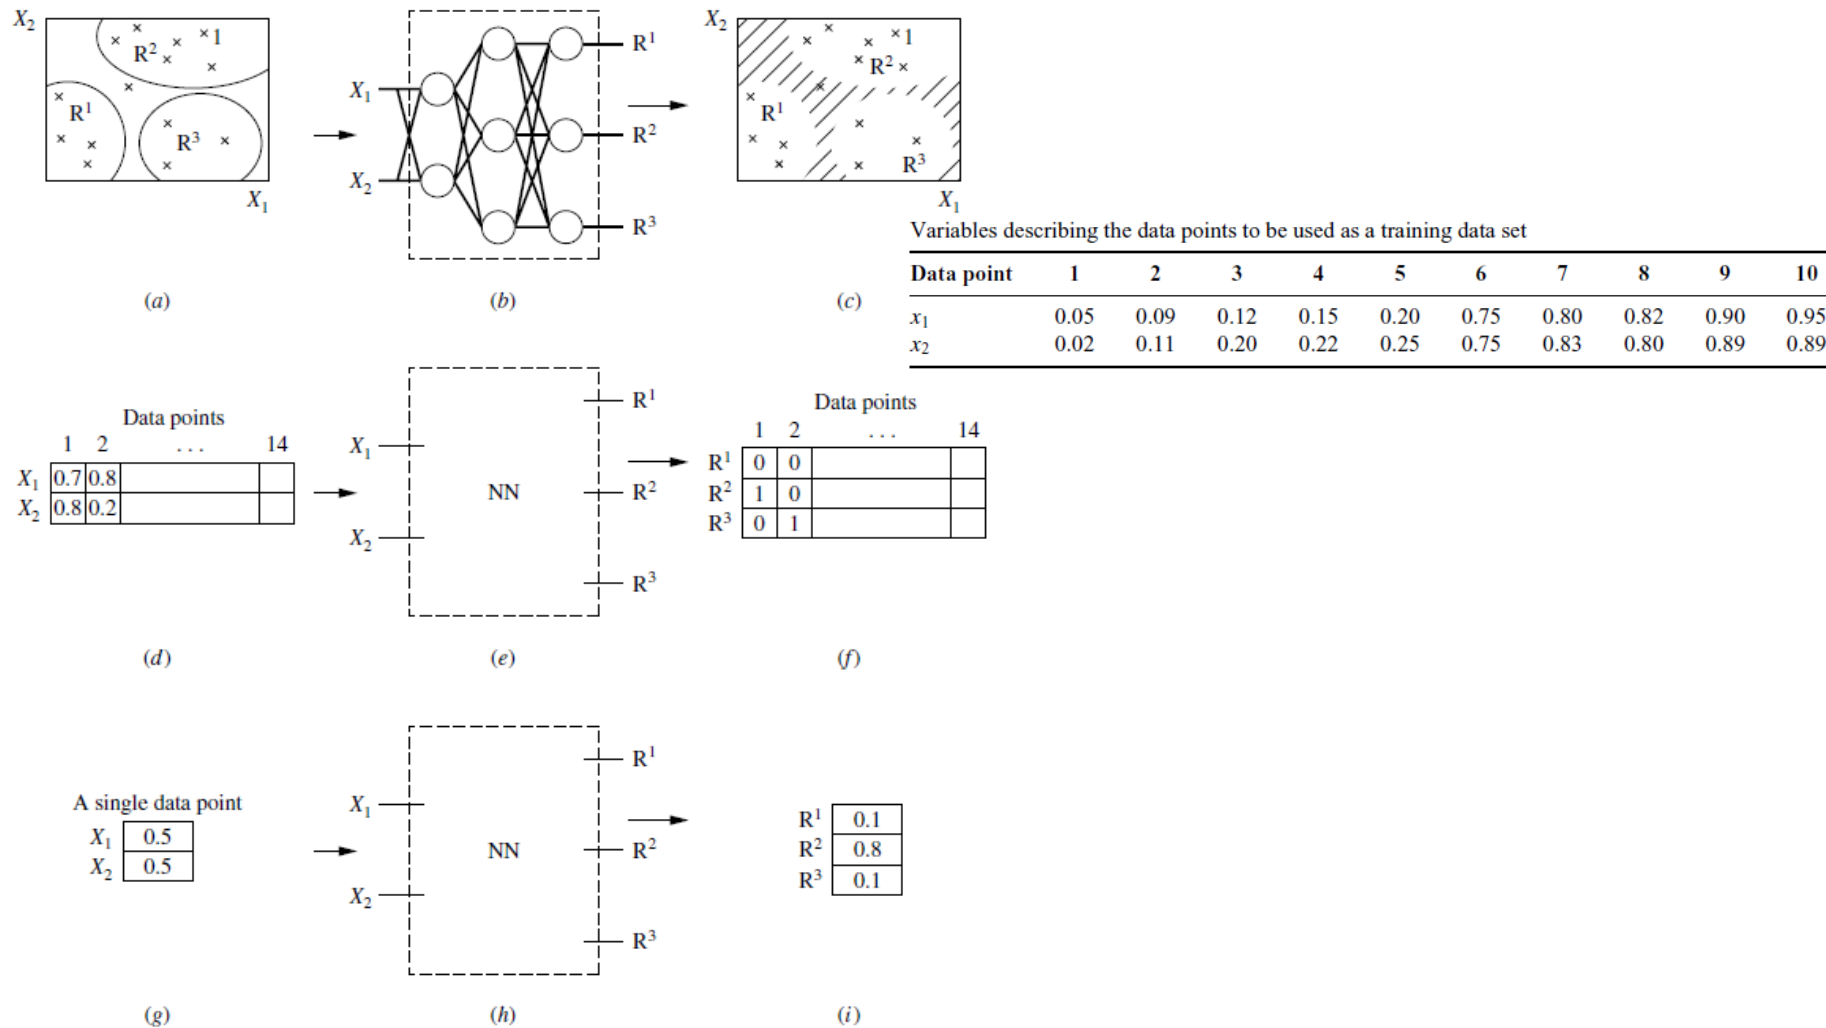 X₂
1
R²
R¹
R³
X₁
(a)
X₁
X₂
R¹
R²
R³
(b)
X₂
1
R²
R¹
R³
X₁
(c)
Variables describing the data points to be used as a training data set
Data point 1 2 3 4 5 6 7 8 9 10
x₁ 0.05 0.09 0.12 0.15 0.20 0.75 0.80 0.82 0.90 0.95
x₂ 0.02 0.11 0.20 0.22 0.25 0.75 0.83 0.80 0.89 0.89
Data points
1 2 ... 14
X₁ 0.7 0.8
X₂ 0.8 0.2
(d)
X₁
X₂
NN
R¹
R²
R³
(e)
Data points
1 2 ... 14
R¹ 0 0
R² 1 0
R³ 0 1
(f)
A single data point
X₁ 0.5
X₂ 0.5
(g)
X₁
X₂
NN
R¹
R²
R³
(h)
R¹ 0.1
R² 0.8
R³ 0.1
(i)